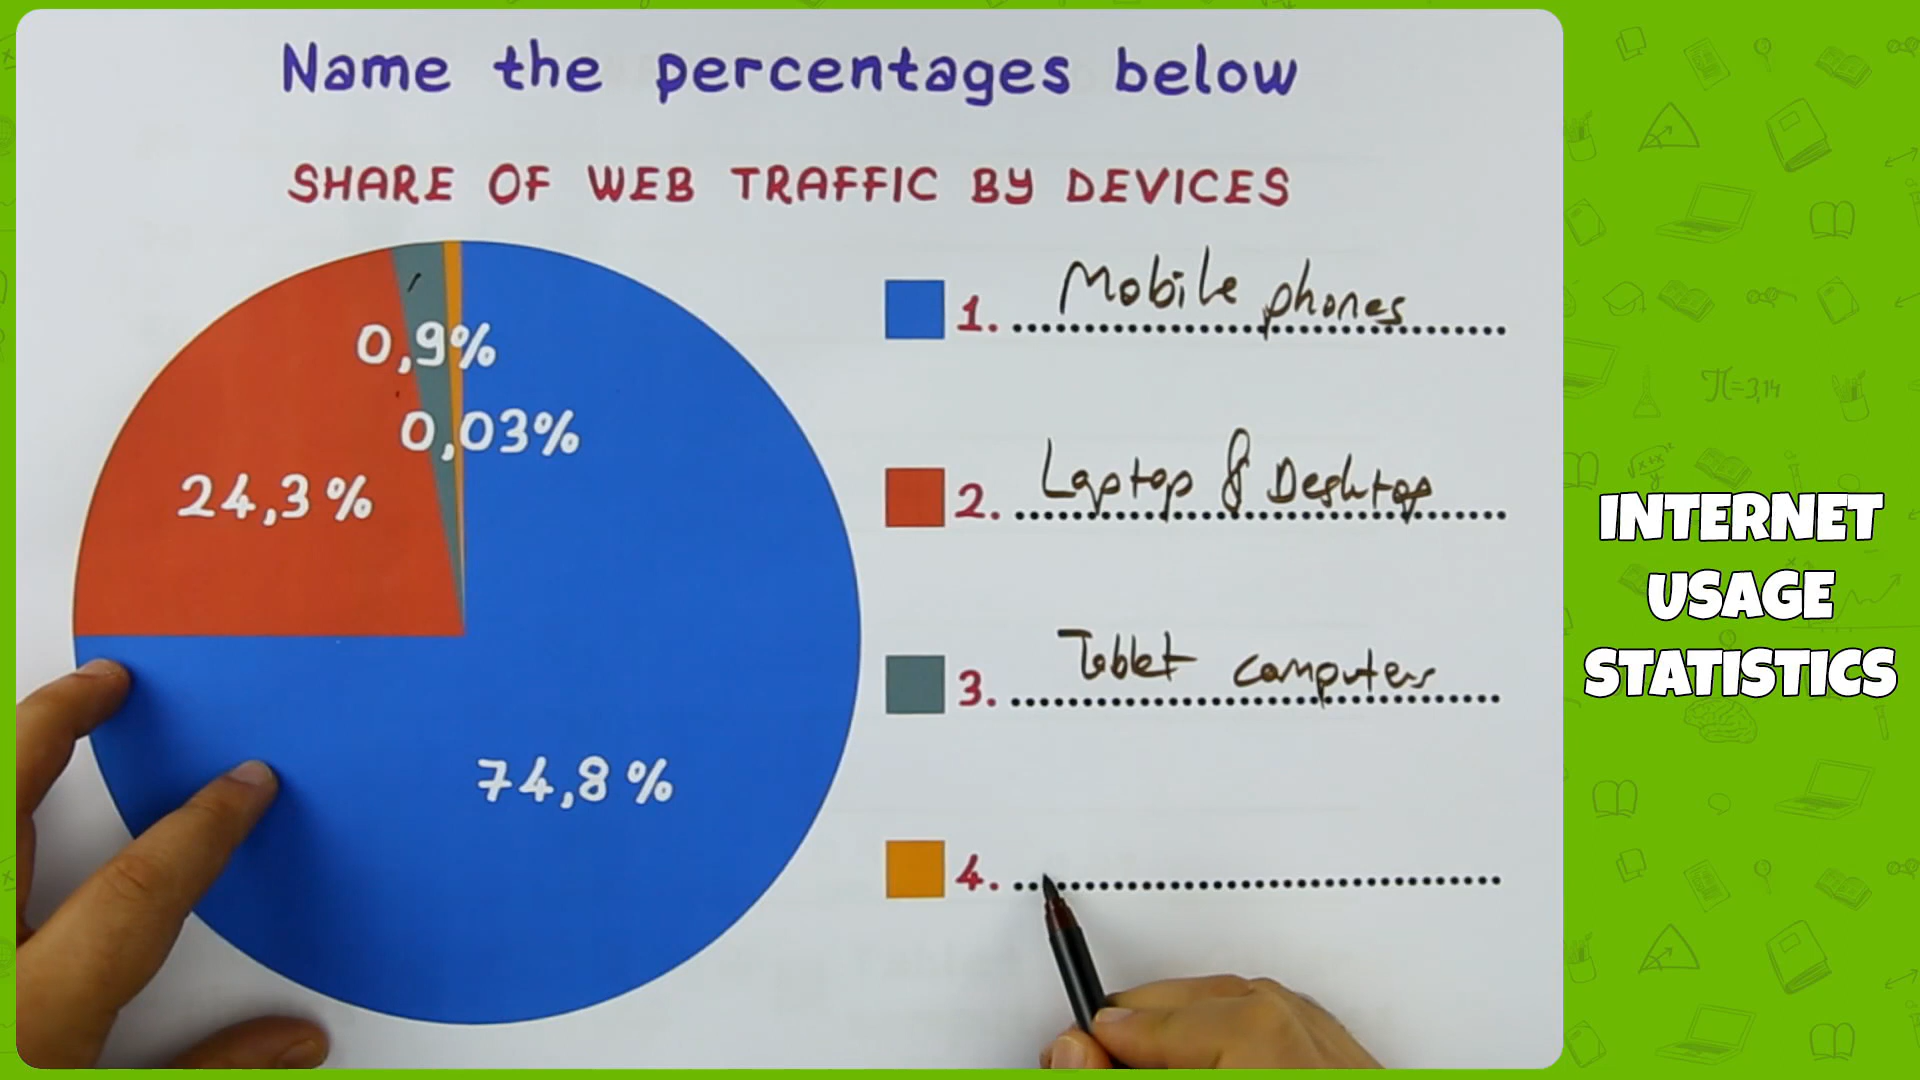 Name the percentages below
SHARE OF WEB TRAFFIC BY DEVICES
0,9%
0,03%
24,3%
74,8%
1. Mobile phones
2. Laptop & Desktop
3. Tablet computers
4.
INTERNET
USAGE
STATISTICS
π=3,14